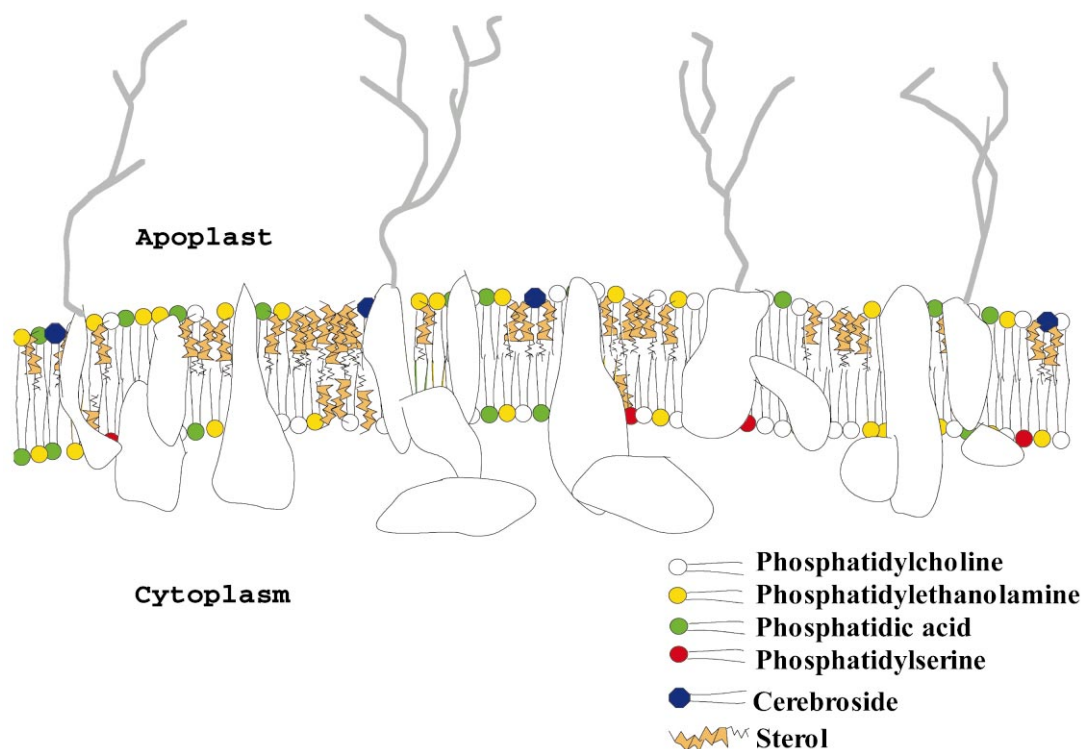 Apoplast
Cytoplasm
Phosphatidylcholine
Phosphatidylethanolamine
Phosphatidic acid
Phosphatidylserine
Cerebroside
Sterol